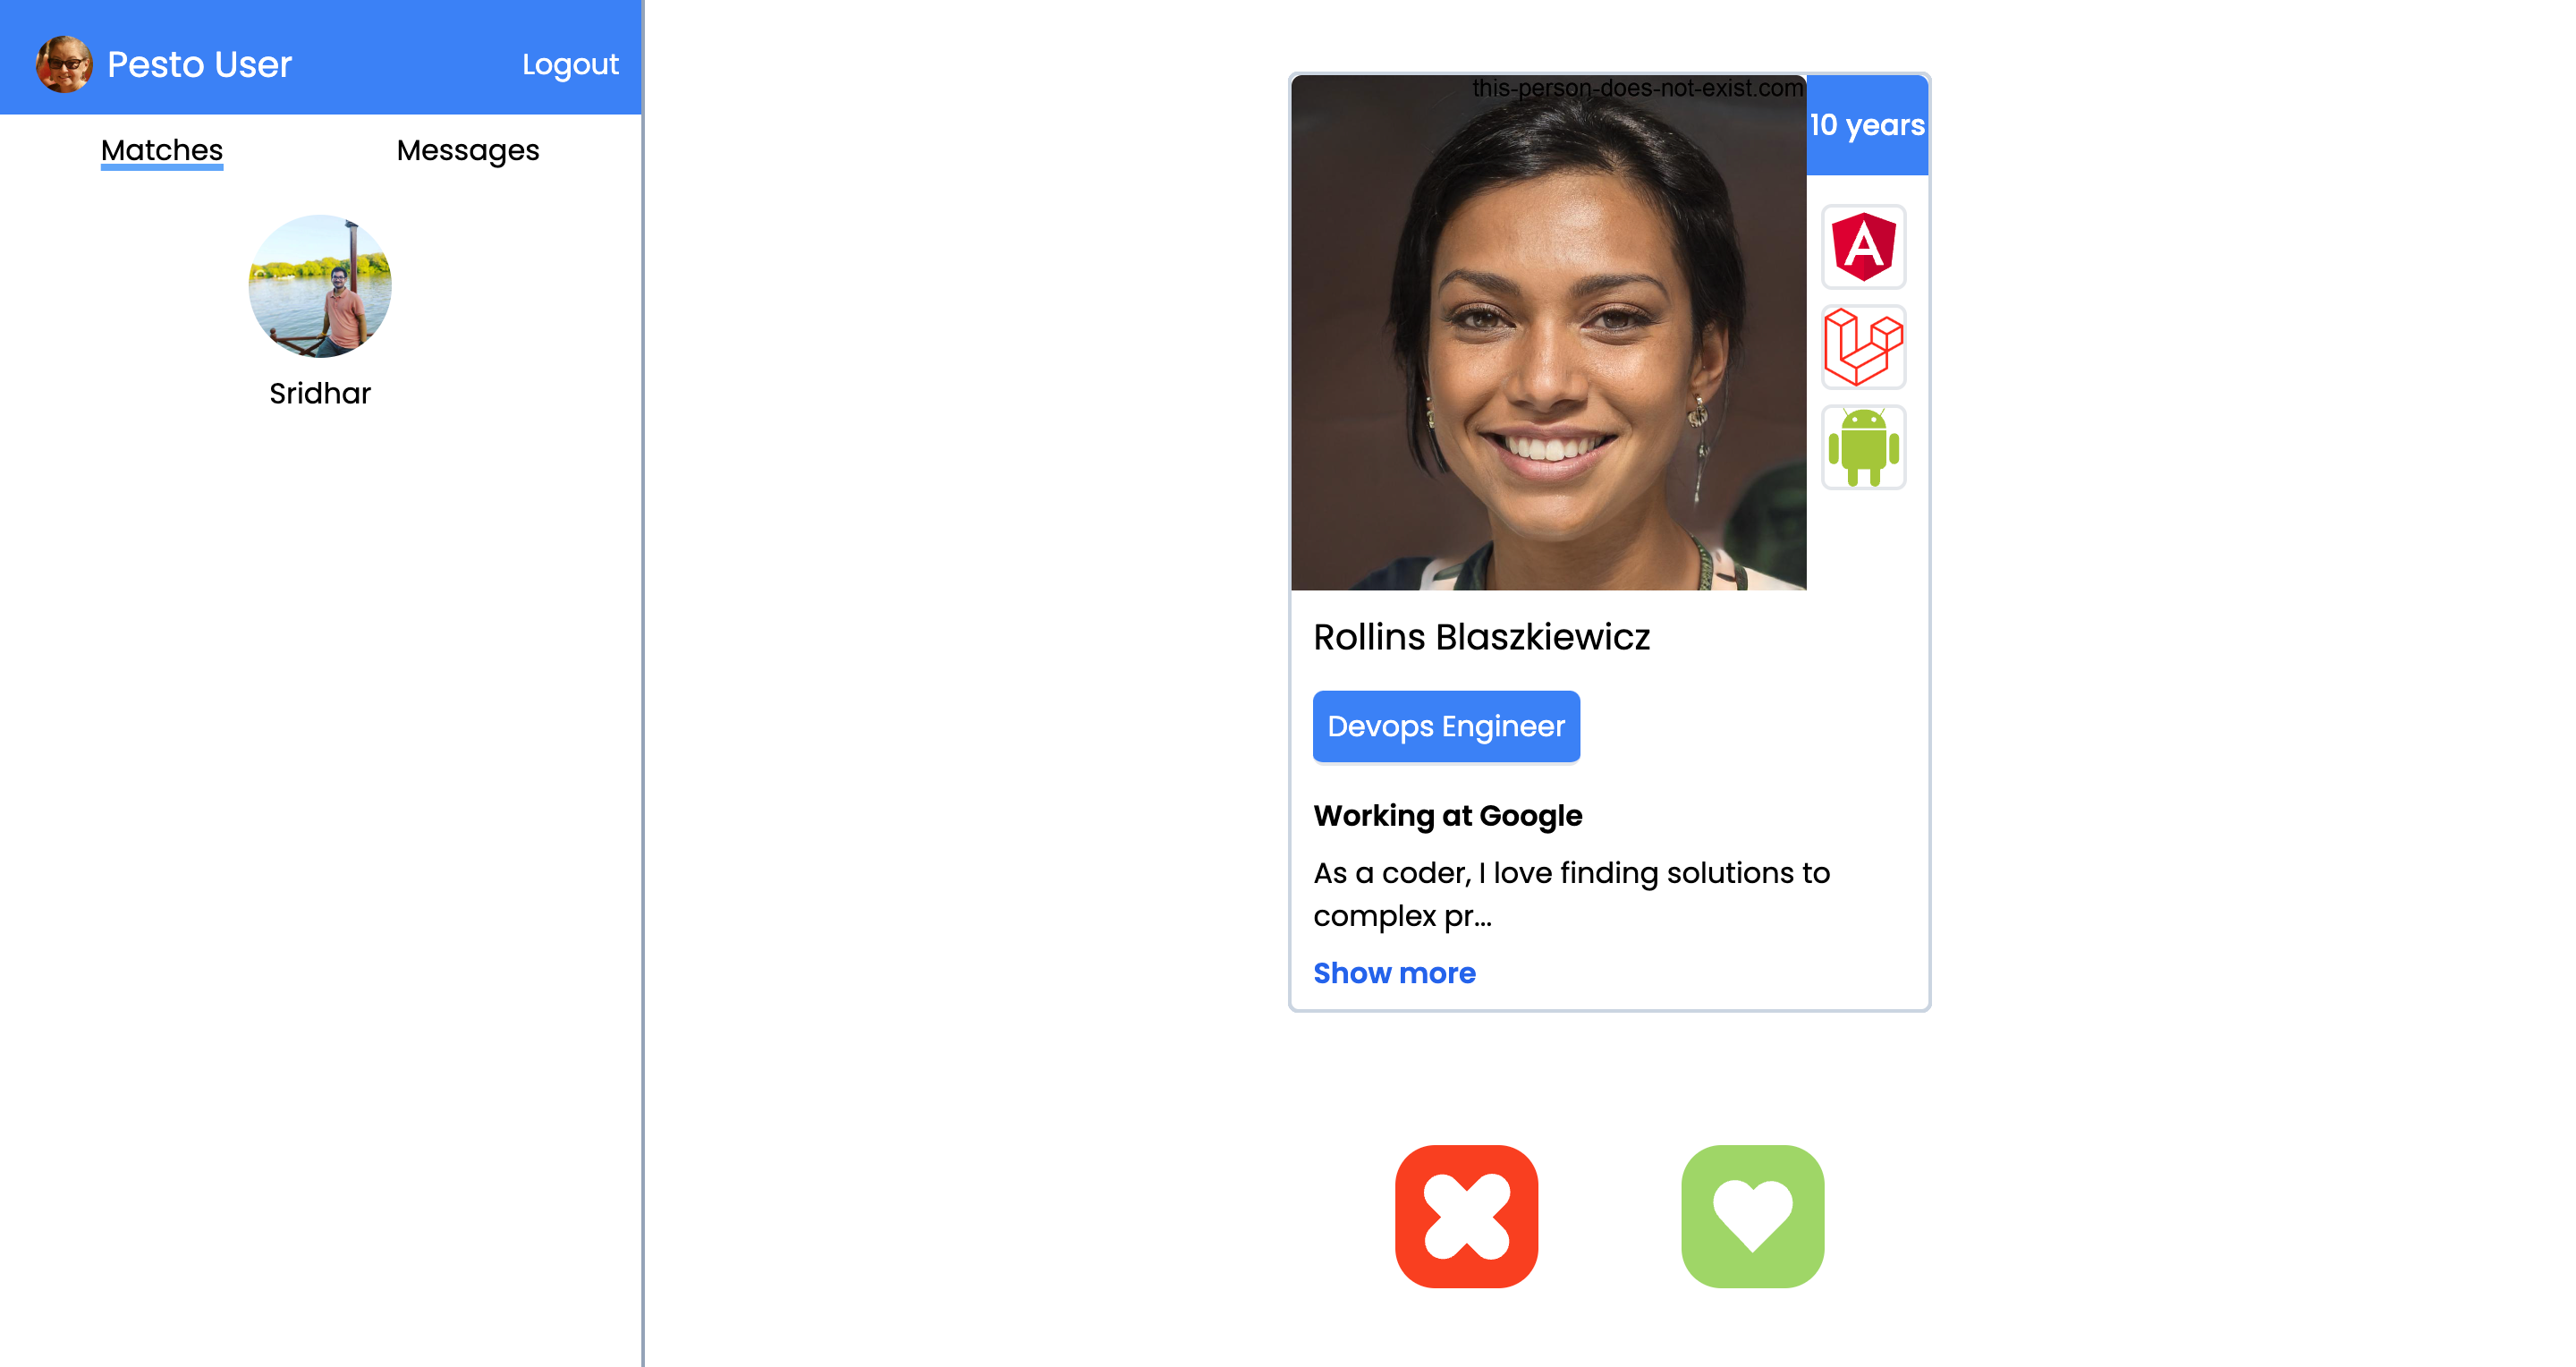 Pesto User
Logout
Matches
Messages
Sridhar
this-person-does-not-exist.com
10 years
Rollins Blaszkiewicz
Devops Engineer
Working at Google
As a coder, I love finding solutions to
complex pr...
Show more